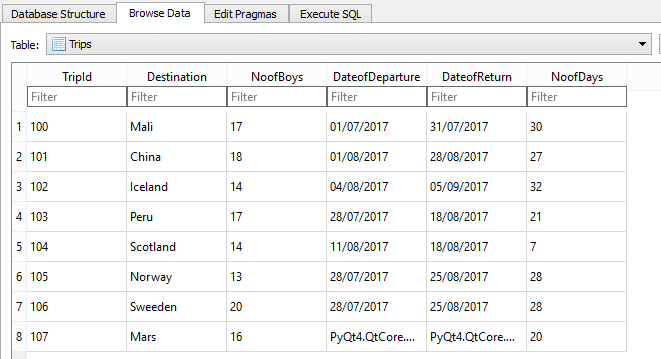 Database Structure Browse Data Edit Pragmas Execute SQL
Table: Trips
TripId Destination NoofBoys DateofDeparture DateofReturn NoofDays
Filter Filter Filter Filter Filter Filter
1 100 Mali 17 01/07/2017 31/07/2017 30
2 101 China 18 01/08/2017 28/08/2017 27
3 102 Iceland 14 04/08/2017 05/09/2017 32
4 103 Peru 17 28/07/2017 18/08/2017 21
5 104 Scotland 14 11/08/2017 18/08/2017 7
6 105 Norway 13 28/07/2017 25/08/2017 28
7 106 Sweeden 20 28/07/2017 25/08/2017 28
8 107 Mars 16 PyQt4.QtCore.... PyQt4.QtCore.... 20